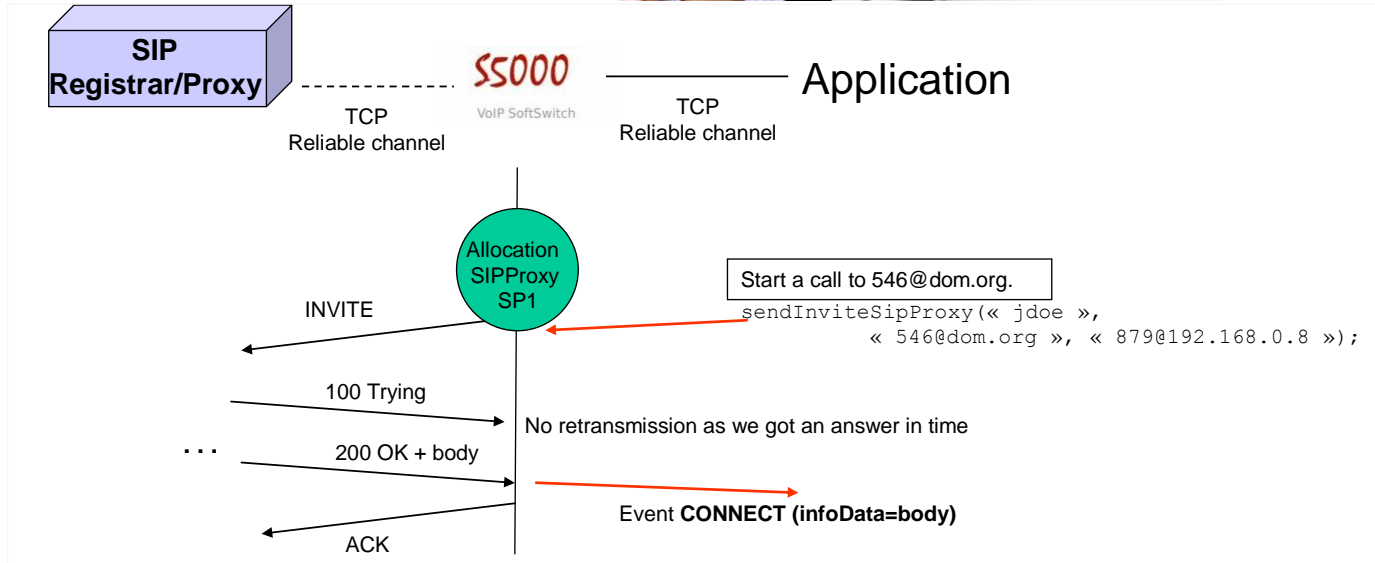 SIP
Registrar/Proxy
S5000
VoIP SoftSwitch
Application
TCP
Reliable channel
TCP
Reliable channel
Allocation
SIPProxy
SP1
Start a call to 546@dom.org.
sendInviteSipProxy(« jdoe »,
« 546@dom.org », « 879@192.168.0.8 »);
INVITE
100 Trying
No retransmission as we got an answer in time
...
200 OK + body
Event CONNECT (infoData=body)
ACK